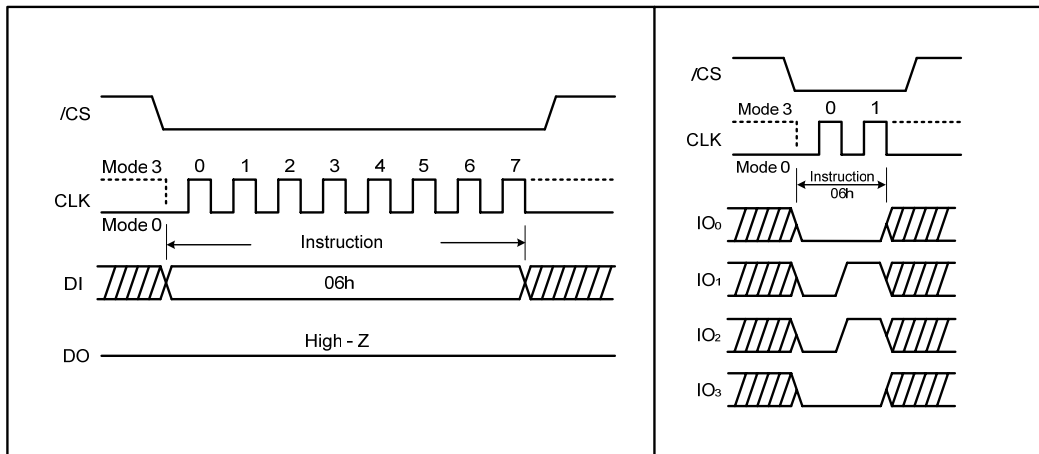 /CS
Mode 3 0 1 2 3 4 5 6 7
CLK
Mode 0
Instruction
DI 06h
High - Z
DO
/CS
Mode 3 0 1
CLK
Mode 0 Instruction
06h
IO₀
IO₁
IO₂
IO₃